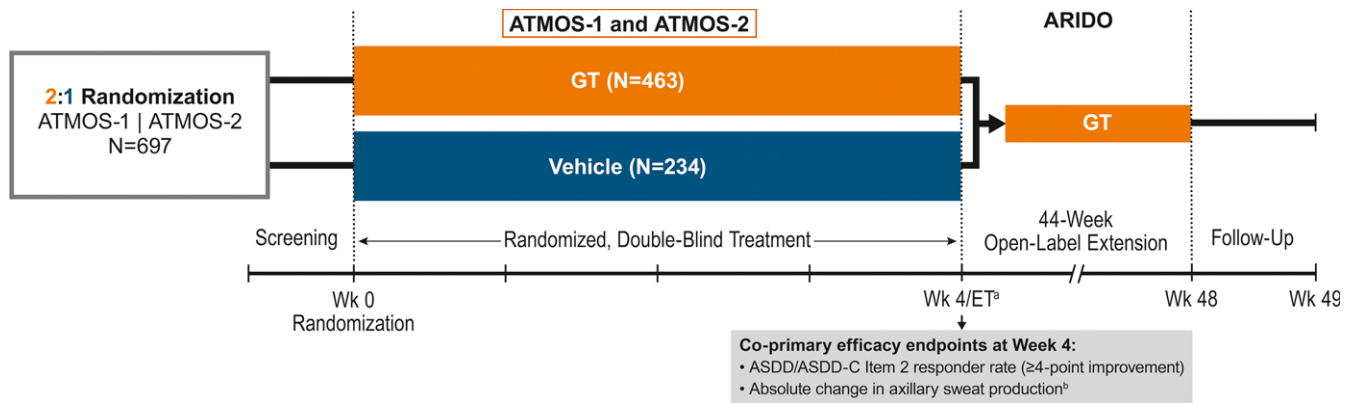 ATMOS-1 and ATMOS-2
ARIDO
2:1 Randomization
ATMOS-1 | ATMOS-2
N=697
GT (N=463)
Vehicle (N=234)
GT
Screening
Randomized, Double-Blind Treatment
44-Week
Open-Label Extension
Follow-Up
Wk 0
Randomization
Wk 4/ETᵃ
Wk 48
Wk 49
Co-primary efficacy endpoints at Week 4:
• ASDD/ASDD-C Item 2 responder rate (≥4-point improvement)
• Absolute change in axillary sweat productionᵇ